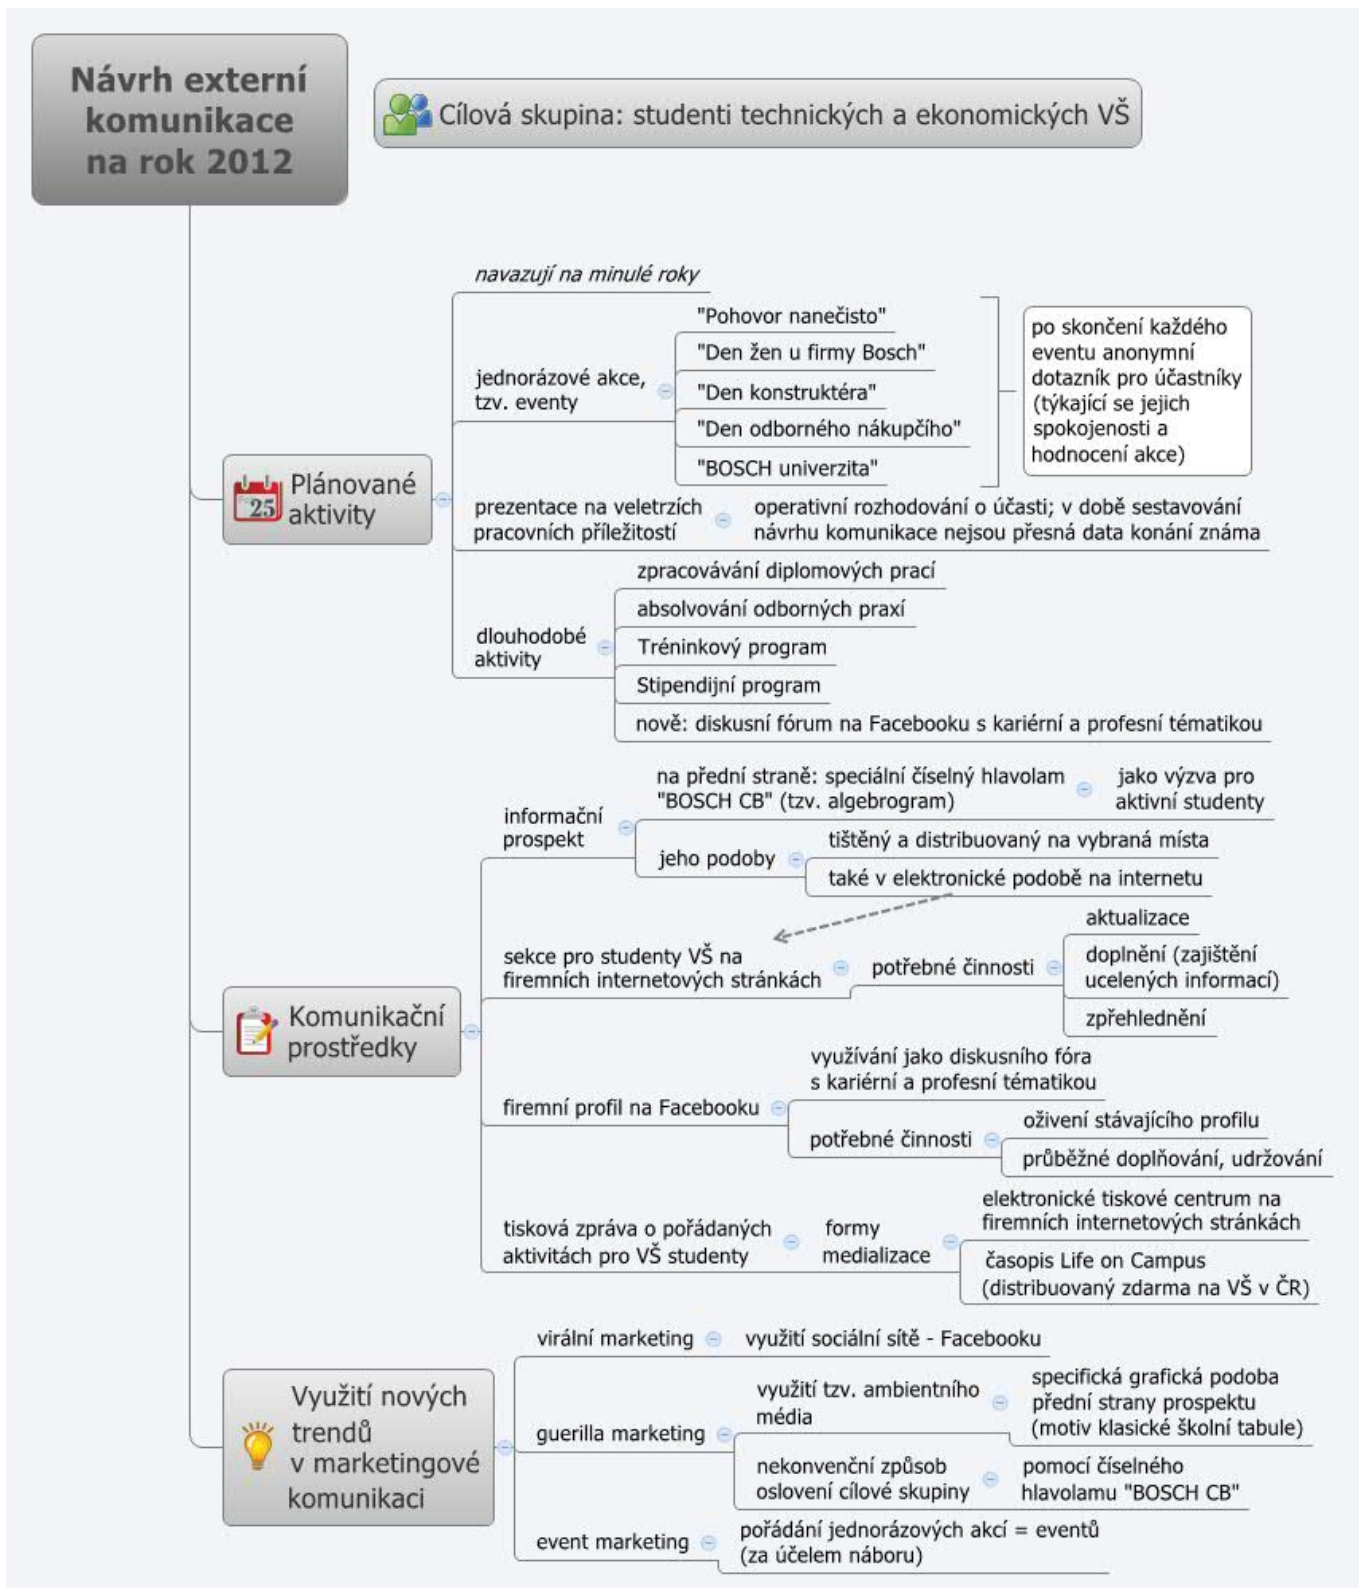 Návrh externí
komunikace
na rok 2012
Cílová skupina: studenti technických a ekonomických VŠ
Plánované
aktivity
25
navazují na minulé roky
jednorázové akce,
tzv. eventy
"Pohovor nanečisto"
"Den žen u firmy Bosch"
"Den konstruktéra"
"Den odborného nákupčího"
"BOSCH univerzita"
po skončení každého
eventu anonymní
dotazník pro účastníky
(týkající se jejich
spokojenosti a
hodnocení akce)
prezentace na veletrzích
pracovních příležitostí
operativní rozhodování o účasti; v době sestavování
návrhu komunikace nejsou přesná data konání známa
dlouhodobé
aktivity
zpracovávání diplomových prací
absolvování odborných praxí
Tréninkový program
Stipendijní program
nově: diskusní fórum na Facebooku s kariérní a profesní tématikou
Komunikační
prostředky
informační
prospekt
na přední straně: speciální číselný hlavolam
"BOSCH CB" (tzv. algebrogram)
jako výzva pro
aktivní studenty
jeho podoby
tištěný a distribuovaný na vybraná místa
také v elektronické podobě na internetu
sekce pro studenty VŠ na
firemních internetových stránkách
potřebné činnosti
aktualizace
doplnění (zajištění
ucelených informací)
zpřehlednění
firemní profil na Facebooku
využívání jako diskusního fóra
s kariérní a profesní tématikou
potřebné činnosti
oživení stávajícího profilu
průběžné doplňování, udržování
tisková zpráva o pořádaných
aktivitách pro VŠ studenty
formy
medializace
elektronické tiskové centrum na
firemních internetových stránkách
časopis Life on Campus
(distribuovaný zdarma na VŠ v ČR)
Využití nových
trendů
v marketingové
komunikaci
virální marketing
využití sociální sítě - Facebooku
guerilla marketing
využití tzv. ambientního
média
specifická grafická podoba
přední strany prospektu
(motiv klasické školní tabule)
nekonvenční způsob
oslovení cílové skupiny
pomocí číselného
hlavolamu "BOSCH CB"
event marketing
pořádání jednorázových akcí = eventů
(za účelem náboru)